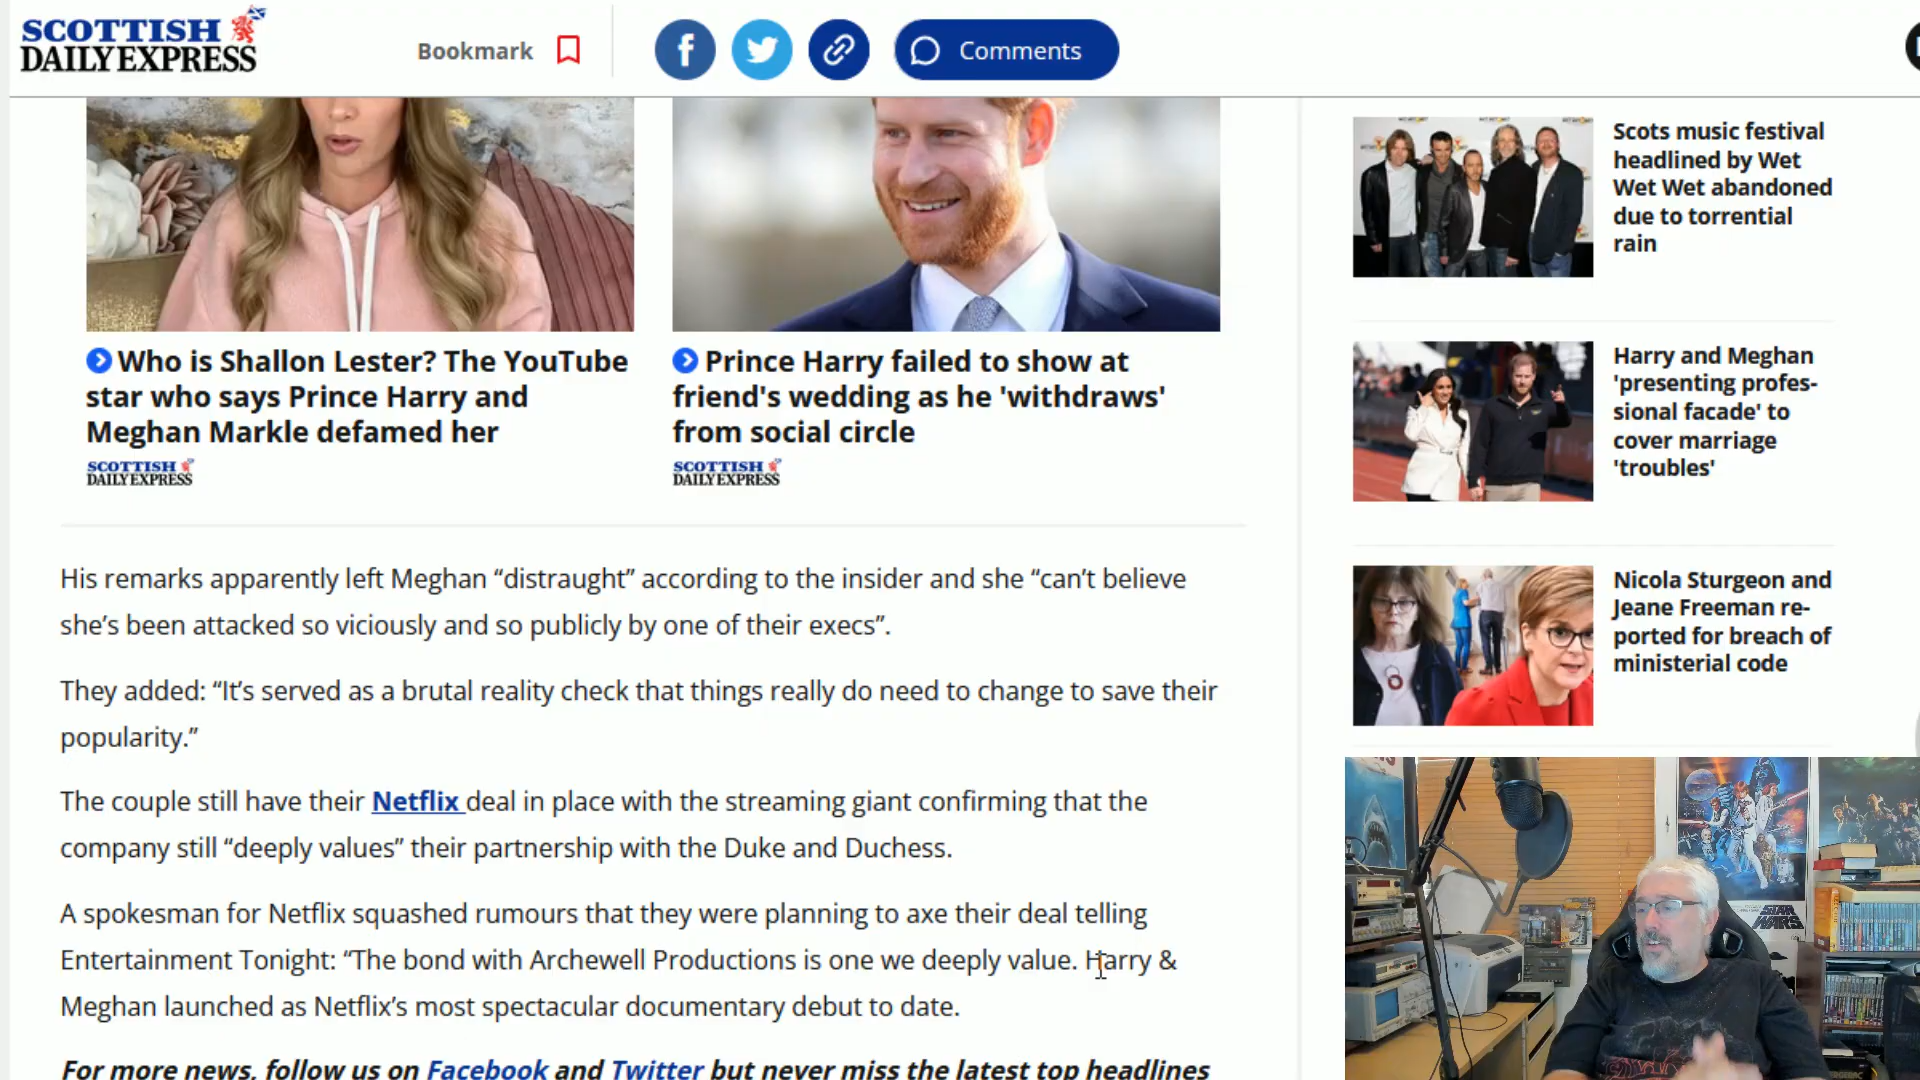 SCOTTISH
DAILY EXPRESS
Bookmark
f
Comments
Who is Shallon Lester? The YouTube
star who says Prince Harry and
Meghan Markle defamed her
SCOTTISH
DAILY EXPRESS
Prince Harry failed to show at
friend's wedding as he 'withdraws'
from social circle
SCOTTISH
DAILY EXPRESS
His remarks apparently left Meghan “distraught” according to the insider and she “can’t believe
she’s been attacked so viciously and so publicly by one of their execs”.
They added: “It’s served as a brutal reality check that things really do need to change to save their
popularity.”
The couple still have their Netflix deal in place with the streaming giant confirming that the
company still “deeply values” their partnership with the Duke and Duchess.
A spokesman for Netflix squashed rumours that they were planning to axe their deal telling
Entertainment Tonight: “The bond with Archewell Productions is one we deeply value. Harry &
Meghan launched as Netflix’s most spectacular documentary debut to date.
For more news, follow us on Facebook and Twitter but never miss the latest top headlines
Scots music festival
headlined by Wet
Wet Wet abandoned
due to torrential
rain
Harry and Meghan
'presenting profes-
sional facade' to
cover marriage
'troubles'
Nicola Sturgeon and
Jeane Freeman re-
ported for breach of
ministerial code
STAR
WARS